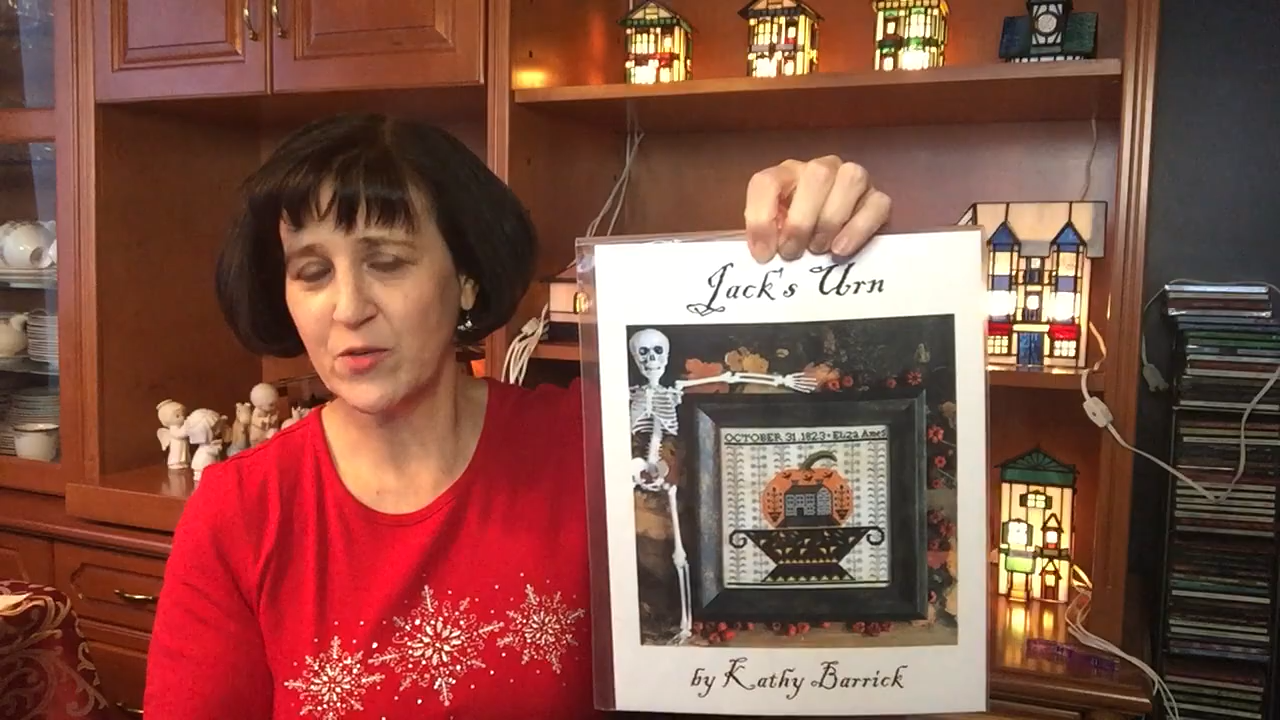 Jack's Urn
OCTOBER 31, 1823 • ELIZA AMES
by Kathy Barrick